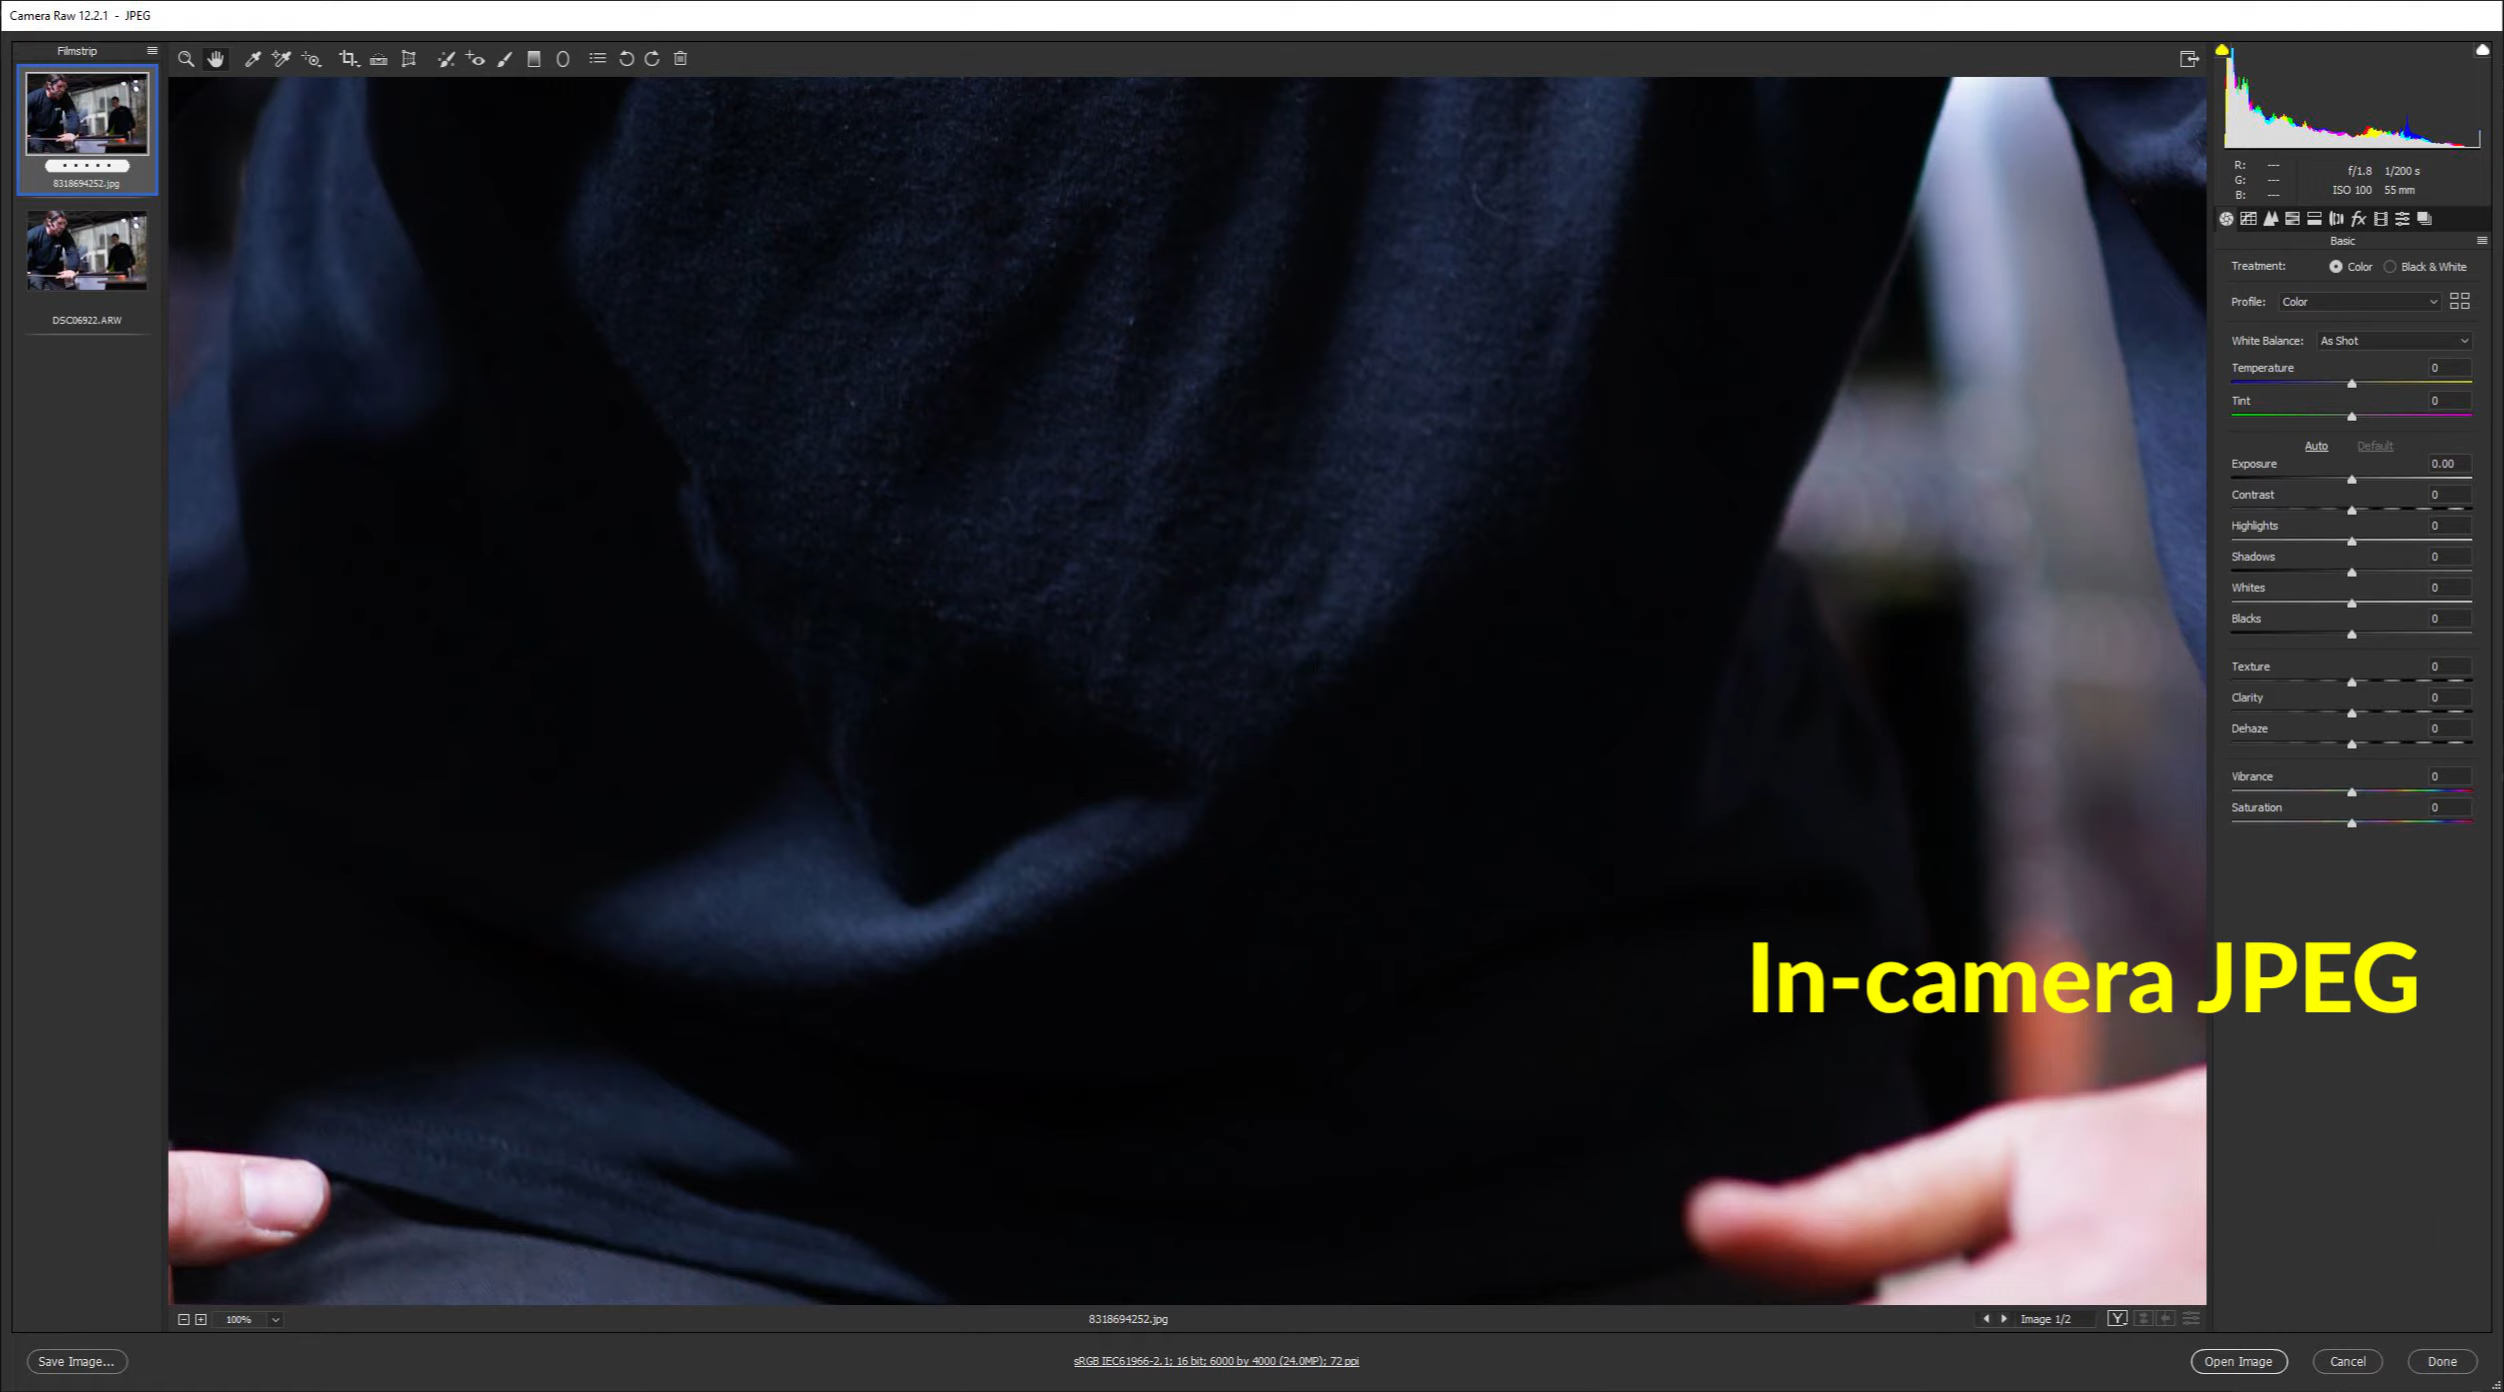 Camera Raw 12.2.1 - JPEG
Filmstrip
8318694252.jpg
DSC06922.ARW
R: ---
G: ---
B: ---
f/1.8 1/200 s
ISO 100 55 mm
fx
Basic
Treatment: Color Black & White
Profile: Color
White Balance: As Shot
Temperature 0
Tint 0
Auto Default
Exposure 0.00
Contrast 0
Highlights 0
Shadows 0
Whites 0
Blacks 0
Texture 0
Clarity 0
Dehaze 0
Vibrance 0
Saturation 0
In-camera JPEG
100%
8318694252.jpg
Image 1/2
Y
Save Image...
sRGB IEC61966-2.1; 16 bit; 6000 by 4000 (24.0MP); 72 ppi
Open Image
Cancel
Done